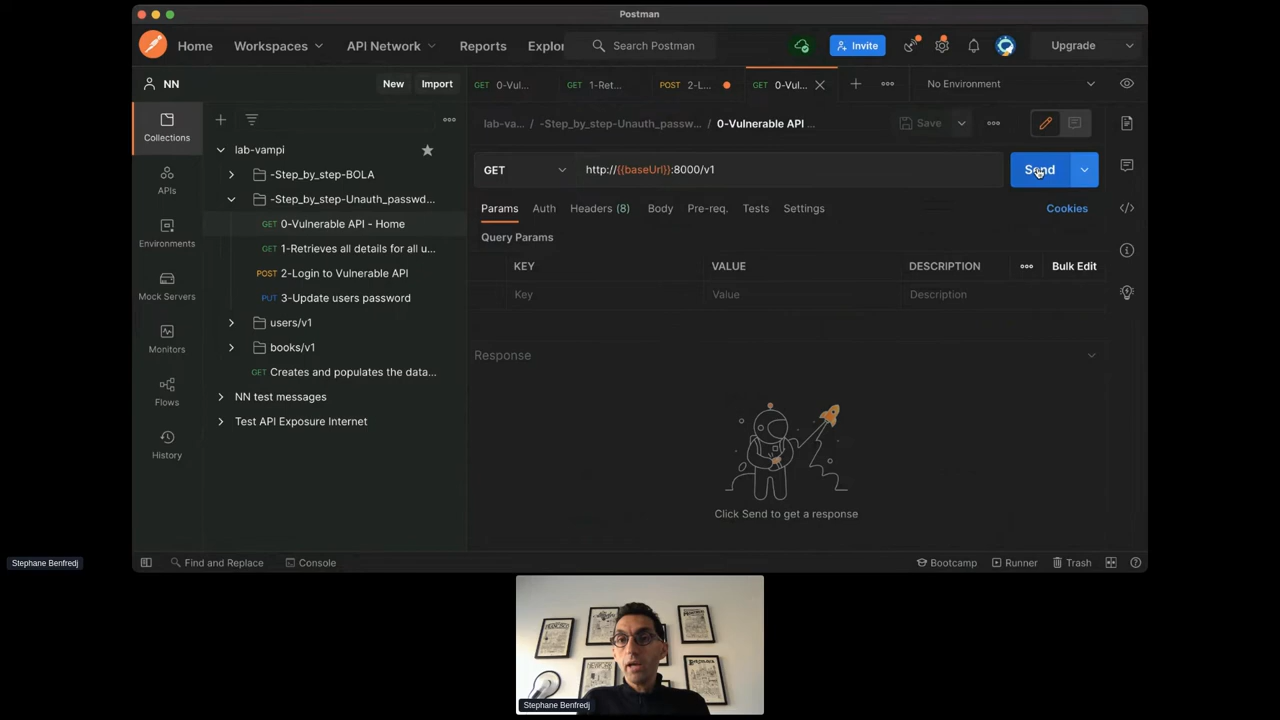 Postman
Home
Workspaces
API Network
Reports
Explor
Search Postman
Invite
Upgrade
NN
New
Import
GET 0-Vul...
GET 1-Ret...
POST 2-L...
GET 0-Vul...
No Environment
Collections
APIs
Environments
Mock Servers
Monitors
Flows
History
lab-vampi
-Step_by_step-BOLA
-Step_by_step-Unauth_passwd...
GET 0-Vulnerable API - Home
GET 1-Retrieves all details for all u...
POST 2-Login to Vulnerable API
PUT 3-Update users password
users/v1
books/v1
GET Creates and populates the data...
NN test messages
Test API Exposure Internet
lab-va... / -Step_by_step-Unauth_passw... / 0-Vulnerable API ...
Save
GET
http://{{baseUrl}}:8000/v1
Send
Params
Auth
Headers (8)
Body
Pre-req.
Tests
Settings
Cookies
Query Params
KEY
VALUE
DESCRIPTION
Bulk Edit
Key
Value
Description
Response
Click Send to get a response
Find and Replace
Console
Bootcamp
Runner
Trash
Stephane Benfredj
Stephane Benfredj